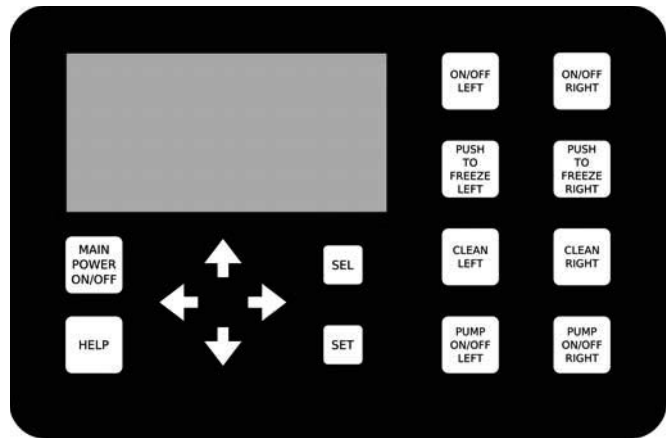 ON/OFF
LEFT
ON/OFF
RIGHT
PUSH
TO
FREEZE
LEFT
PUSH
TO
FREEZE
RIGHT
MAIN
POWER
ON/OFF
SEL
CLEAN
LEFT
CLEAN
RIGHT
HELP
SET
PUMP
ON/OFF
LEFT
PUMP
ON/OFF
RIGHT